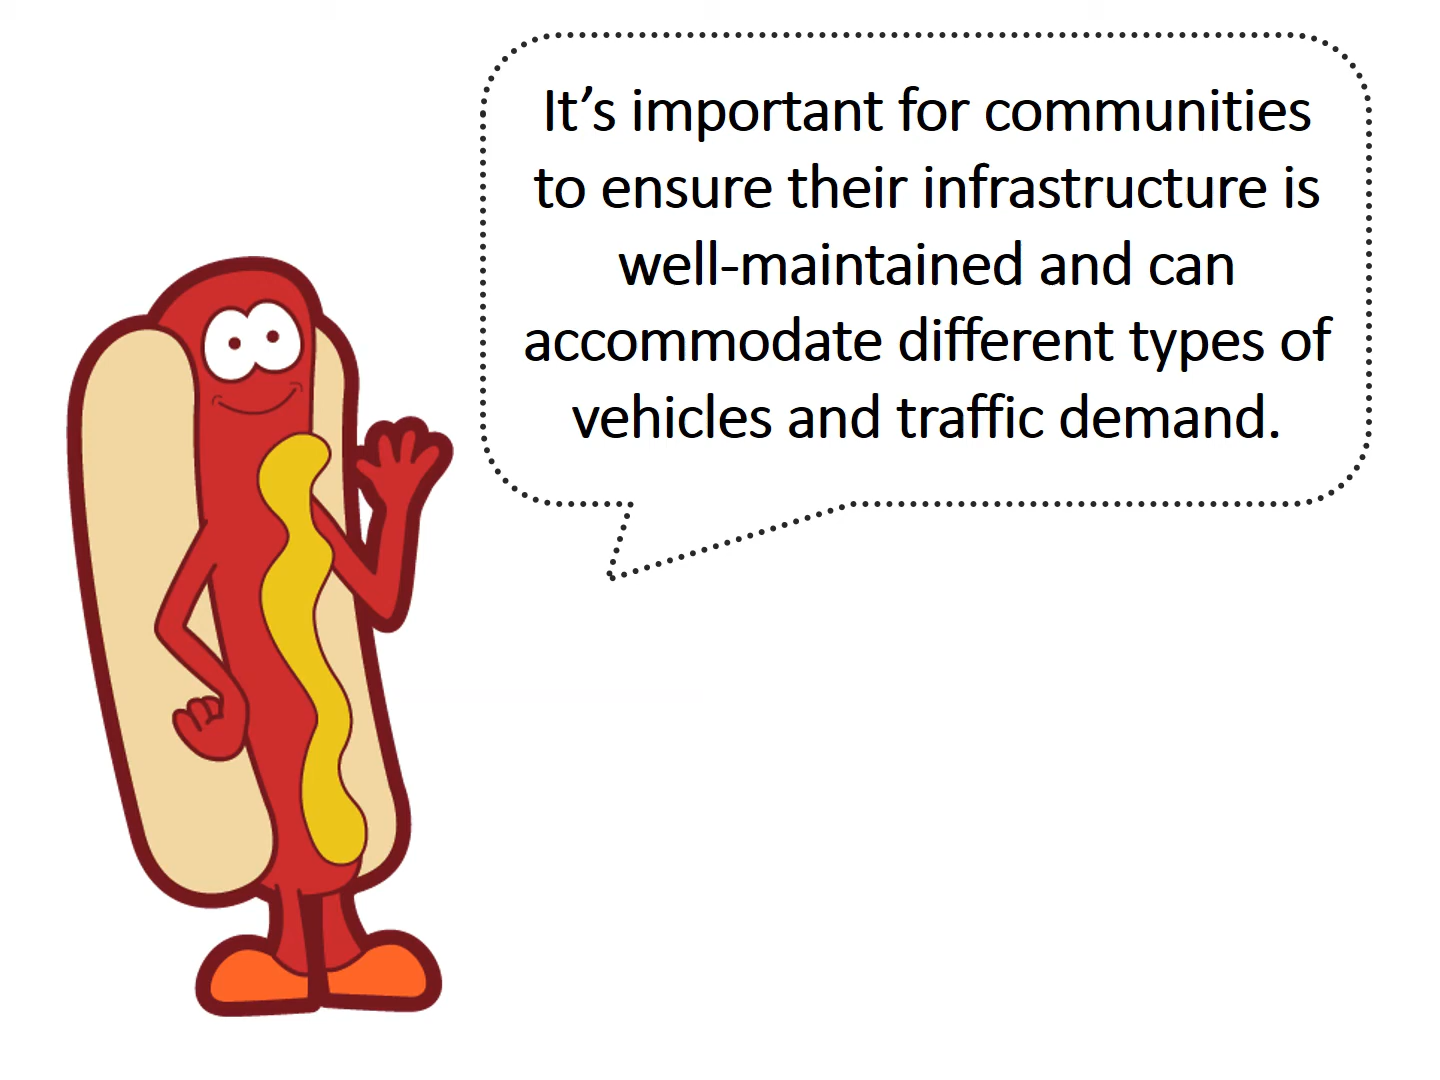 It’s important for communities
to ensure their infrastructure is
well-maintained and can
accommodate different types of
vehicles and traffic demand.